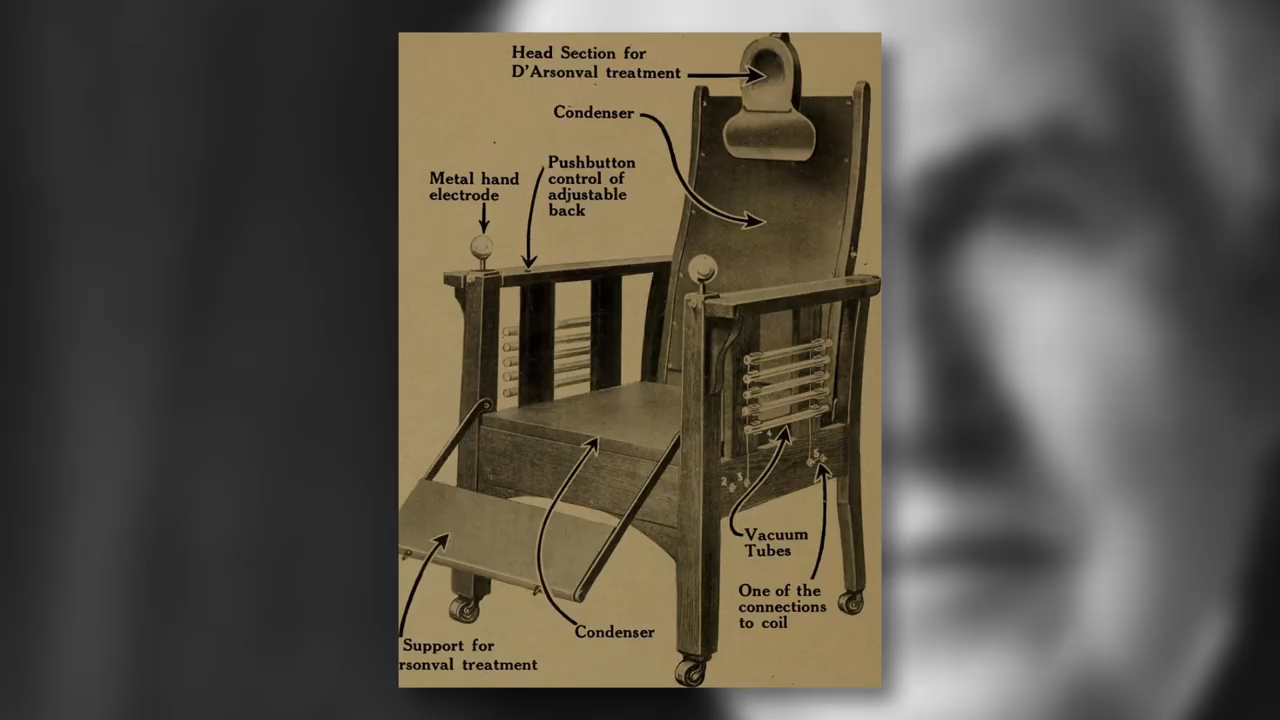 Head Section for
D'Arsonval treatment
Condenser
Pushbutton
control of
adjustable
back
Metal hand
electrode
Vacuum
Tubes
One of the
connections
to coil
Condenser
Support for
rsonval treatment